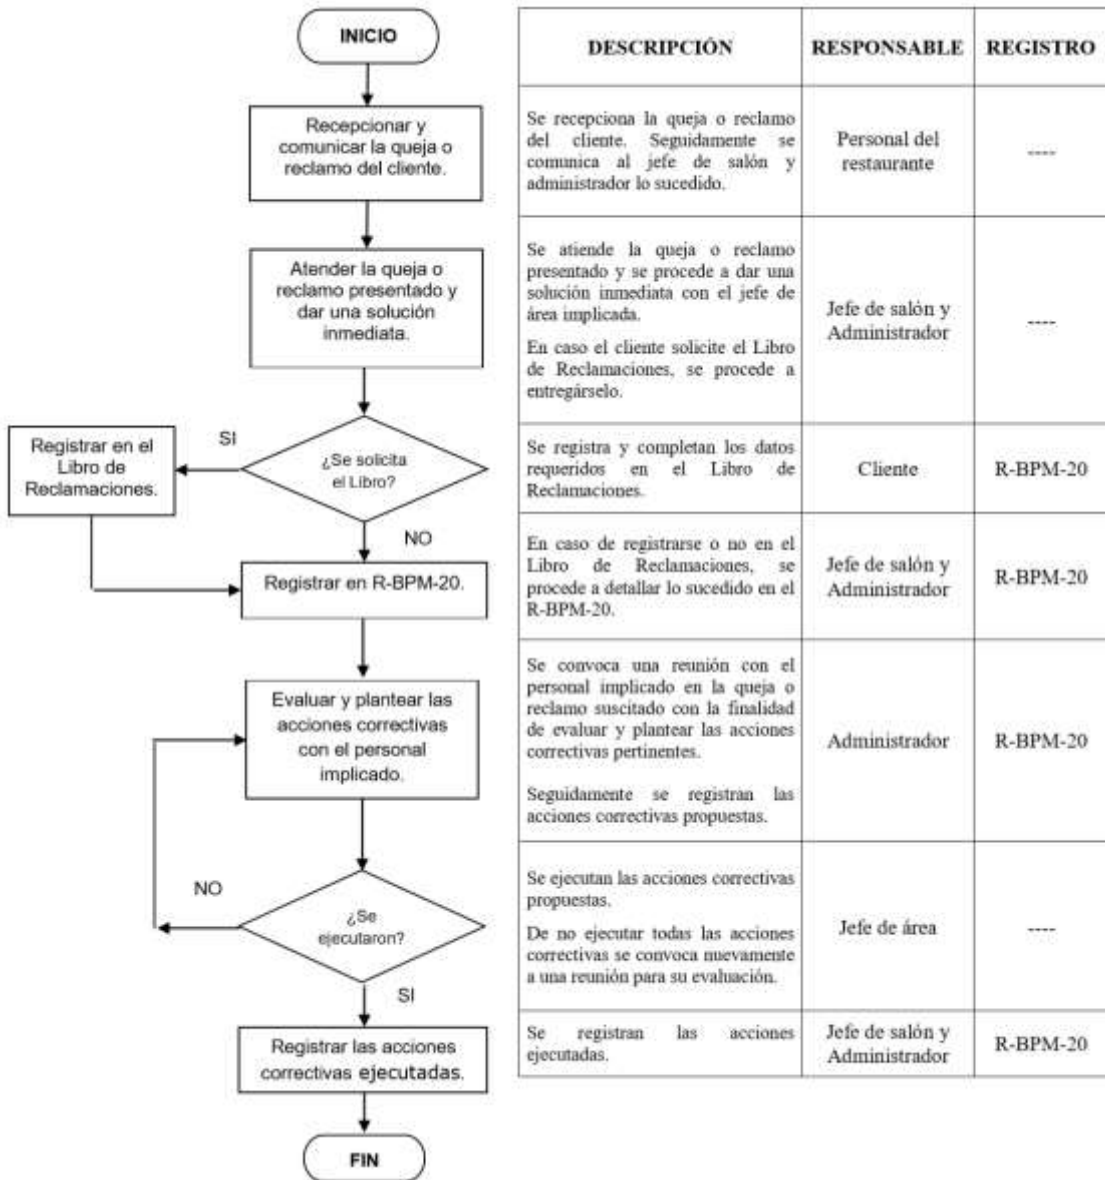 INICIO
Recepcionar y
comunicar la queja o
reclamo del cliente.
Atender la queja o
reclamo presentado y
dar una solución
inmediata.
SI
¿Se solicita
el Libro?
Registrar en el
Libro de
Reclamaciones.
NO
Registrar en R-BPM-20.
Evaluar y plantear las
acciones correctivas
con el personal
implicado.
NO
¿Se
ejecutaron?
SI
Registrar las acciones
correctivas ejecutadas.
FIN
DESCRIPCIÓN RESPONSABLE REGISTRO
Se recepciona la queja o reclamo
del cliente. Seguidamente se
comunica al jefe de salón y
administrador lo sucedido.
Personal del
restaurante
----
Se atiende la queja o reclamo
presentado y se procede a dar una
solución inmediata con el jefe de
área implicada.
En caso el cliente solicite el Libro
de Reclamaciones, se procede a
entregárselo.
Jefe de salón y
Administrador
----
Se registra y completan los datos
requeridos en el Libro de
Reclamaciones.
Cliente
R-BPM-20
En caso de registrarse o no en el
Libro de Reclamaciones, se
procede a detallar lo sucedido en el
R-BPM-20.
Jefe de salón y
Administrador
R-BPM-20
Se convoca una reunión con el
personal implicado en la queja o
reclamo suscitado con la finalidad
de evaluar y plantear las acciones
correctivas pertinentes.
Seguidamente se registran las
acciones correctivas propuestas.
Administrador
R-BPM-20
Se ejecutan las acciones correctivas
propuestas.
De no ejecutar todas las acciones
correctivas se convoca nuevamente
a una reunión para su evaluación.
Jefe de área
----
Se registran las acciones
ejecutadas.
Jefe de salón y
Administrador
R-BPM-20